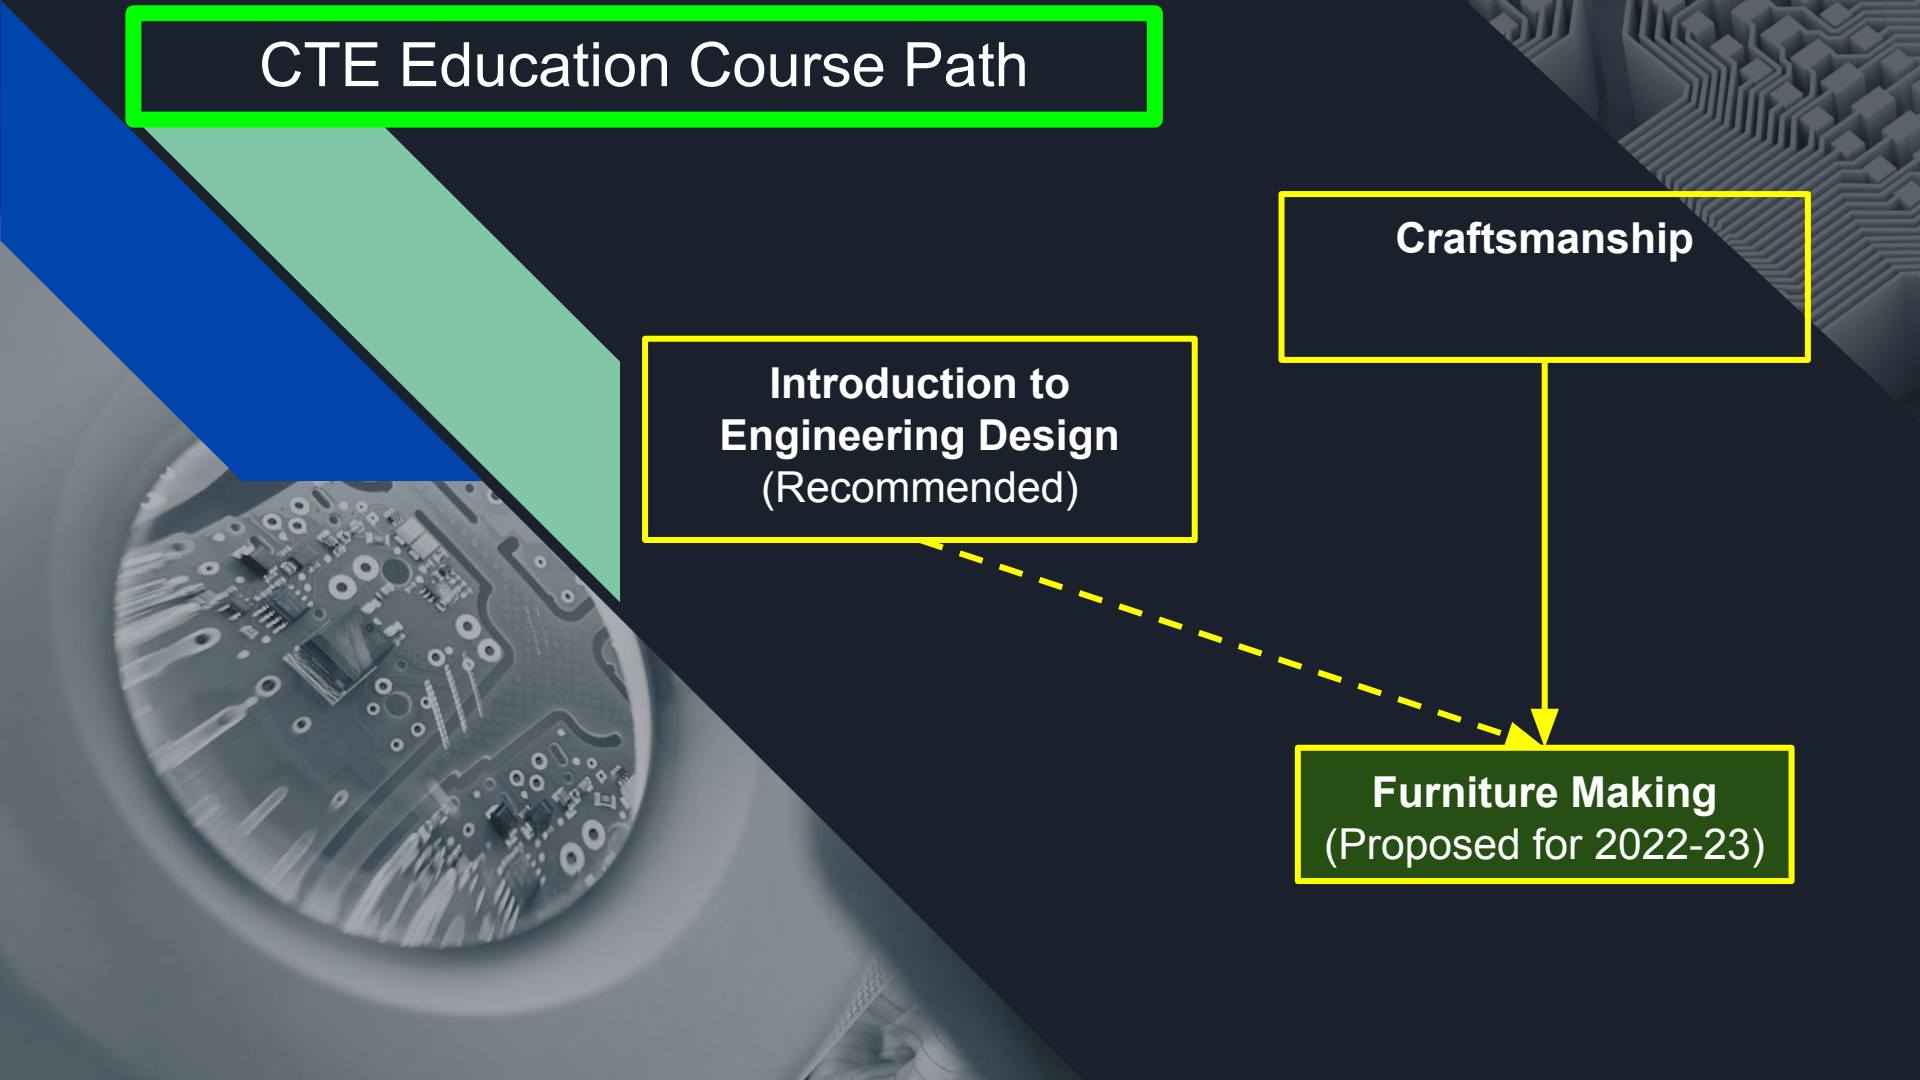 CTE Education Course Path
Craftsmanship
Introduction to
Engineering Design
(Recommended)
Furniture Making
(Proposed for 2022-23)